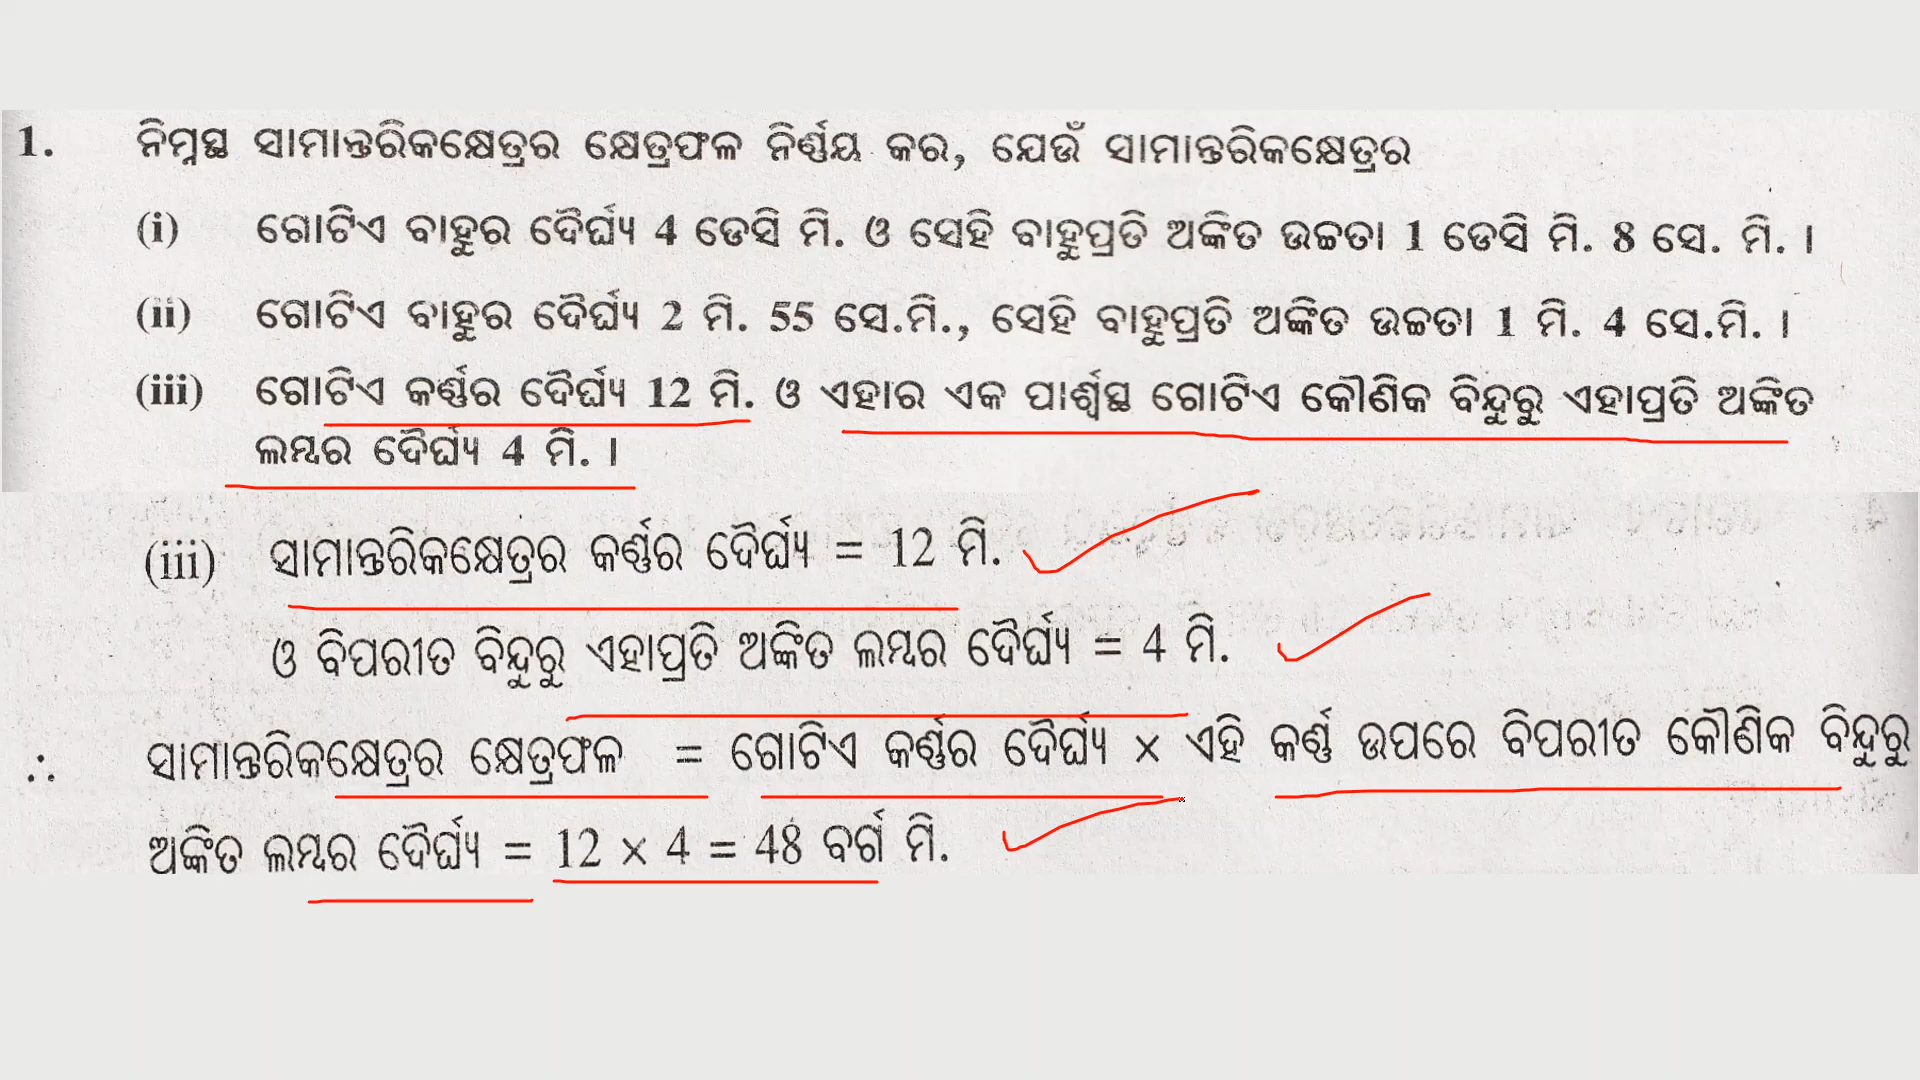 1. ନିମ୍ନସ୍ଥ ସାମାନ୍ତରିକକ୍ଷେତ୍ରର କ୍ଷେତ୍ରଫଳ ନିର୍ଣ୍ଣୟ କର, ଯେଉଁ ସାମାନ୍ତରିକକ୍ଷେତ୍ରର
(i) ଗୋଟିଏ ବାହୁର ଦୈର୍ଘ୍ୟ 4 ଡେସି ମି. ଓ ସେହି ବାହୁପ୍ରତି ଅଙ୍କିତ ଉଚ୍ଚତା 1 ଡେସି ମି. 8 ସେ. ମି. ।
(ii) ଗୋଟିଏ ବାହୁର ଦୈର୍ଘ୍ୟ 2 ମି. 55 ସେ.ମି., ସେହି ବାହୁପ୍ରତି ଅଙ୍କିତ ଉଚ୍ଚତା 1 ମି. 4 ସେ.ମି. ।
(iii) ଗୋଟିଏ କର୍ଣ୍ଣର ଦୈର୍ଘ୍ୟ 12 ମି. ଓ ଏହାର ଏକ ପାର୍ଶ୍ୱସ୍ଥ ଗୋଟିଏ କୌଣିକ ବିନ୍ଦୁରୁ ଏହାପ୍ରତି ଅଙ୍କିତ
ଲମ୍ବର ଦୈର୍ଘ୍ୟ 4 ମି. ।
(iii) ସାମାନ୍ତରିକକ୍ଷେତ୍ରର କର୍ଣ୍ଣର ଦୈର୍ଘ୍ୟ = 12 ମି.
ଓ ବିପରୀତ ବିନ୍ଦୁରୁ ଏହାପ୍ରତି ଅଙ୍କିତ ଲମ୍ବର ଦୈର୍ଘ୍ୟ = 4 ମି.
∴ ସାମାନ୍ତରିକକ୍ଷେତ୍ରର କ୍ଷେତ୍ରଫଳ = ଗୋଟିଏ କର୍ଣ୍ଣର ଦୈର୍ଘ୍ୟ × ଏହି କର୍ଣ୍ଣ ଉପରେ ବିପରୀତ କୌଣିକ ବିନ୍ଦୁରୁ
ଅଙ୍କିତ ଲମ୍ବର ଦୈର୍ଘ୍ୟ = 12 × 4 = 48 ବର୍ଗ ମି.